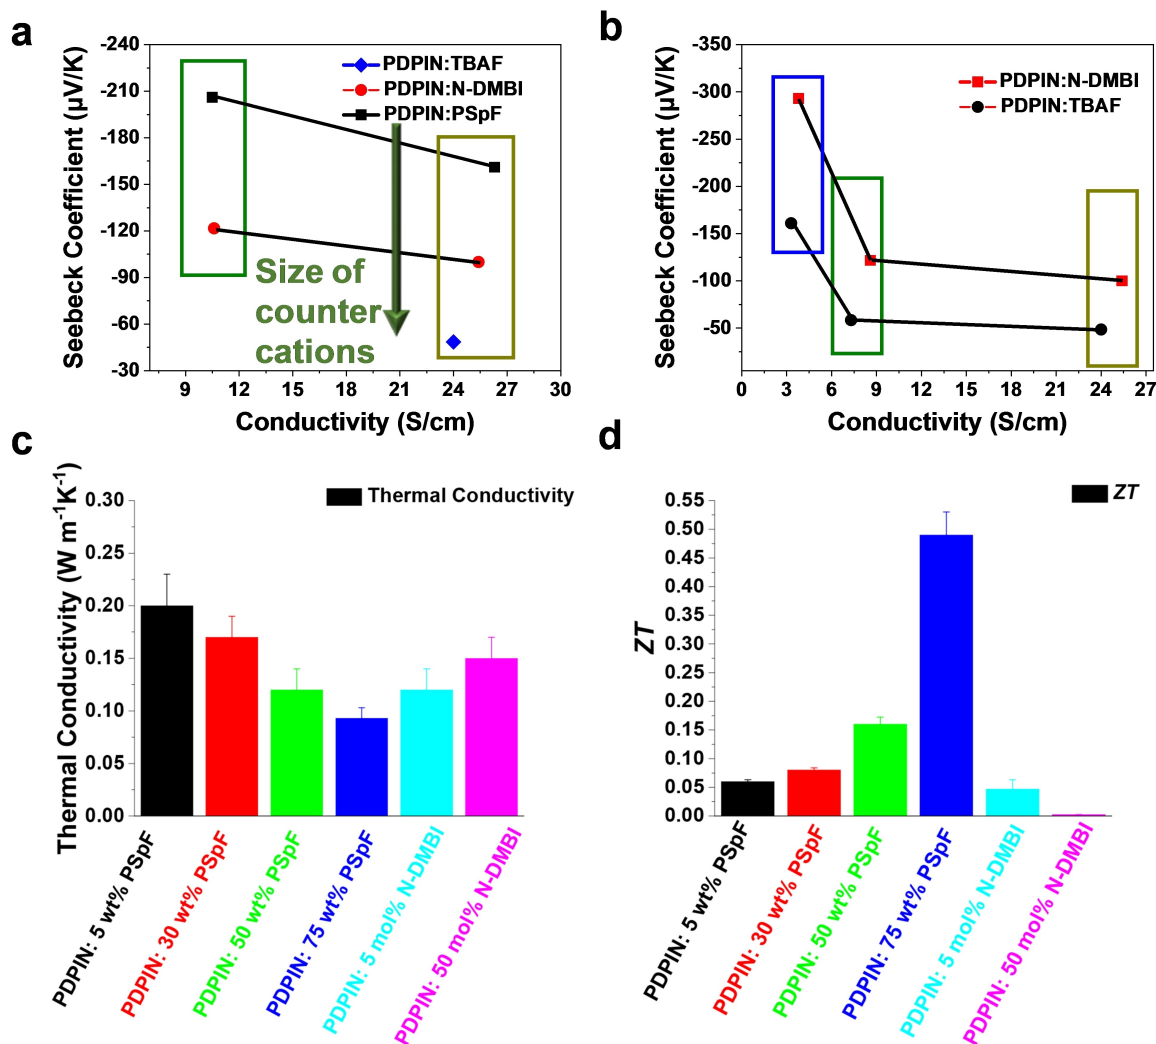 a
-240
-210
-180
-150
-120
-90
-60
-30
Seebeck Coefficient (μV/K)
PDPIN:TBAF
PDPIN:N-DMBI
PDPIN:PSpF
Size of
counter
cations
9 12 15 18 21 24 27 30
Conductivity (S/cm)
b
-350
-300
-250
-200
-150
-100
-50
Seebeck Coefficient (μV/K)
PDPIN:N-DMBI
PDPIN:TBAF
0 3 6 9 12 15 18 21 24 27
Conductivity (S/cm)
c
Thermal Conductivity (W m⁻¹K⁻¹)
0.30
0.25
0.20
0.15
0.10
0.05
0.00
Thermal Conductivity
PDPIN: 5 wt% PSpF
PDPIN: 30 wt% PSpF
PDPIN: 50 wt% PSpF
PDPIN: 75 wt% PSpF
PDPIN: 5 mol% N-DMBI
PDPIN: 50 mol% N-DMBI
d
ZT
0.55
0.50
0.45
0.40
0.35
0.30
0.25
0.20
0.15
0.10
0.05
0.00
ZT
PDPIN: 5 wt% PSpF
PDPIN: 30 wt% PSpF
PDPIN: 50 wt% PSpF
PDPIN: 75 wt% PSpF
PDPIN: 5 mol% N-DMBI
PDPIN: 50 mol% N-DMBI